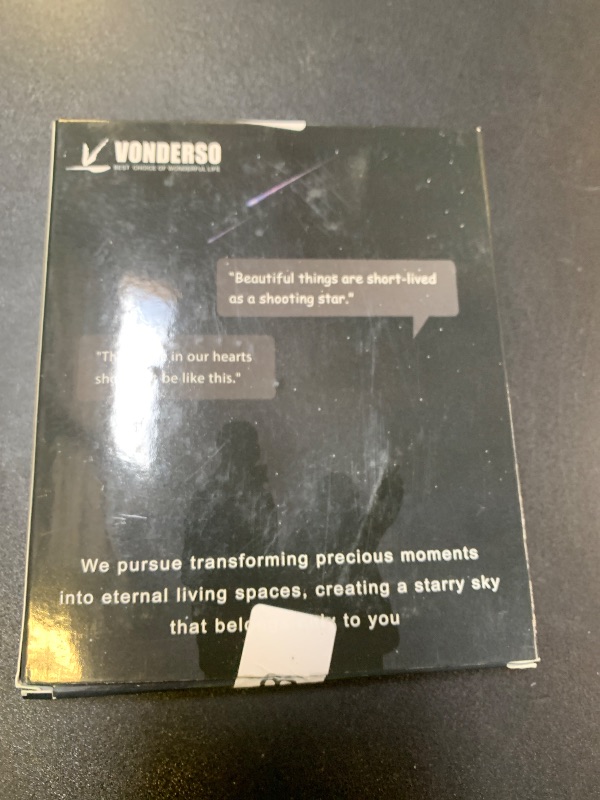 VONDERSO
BEST CHOICE OF WONDERFUL LIFE
"Beautiful things are short-lived
as a shooting star."
in our hearts
be like this."
We pursue transforming precious moments
into eternal living spaces, creating a starry sky
that to you